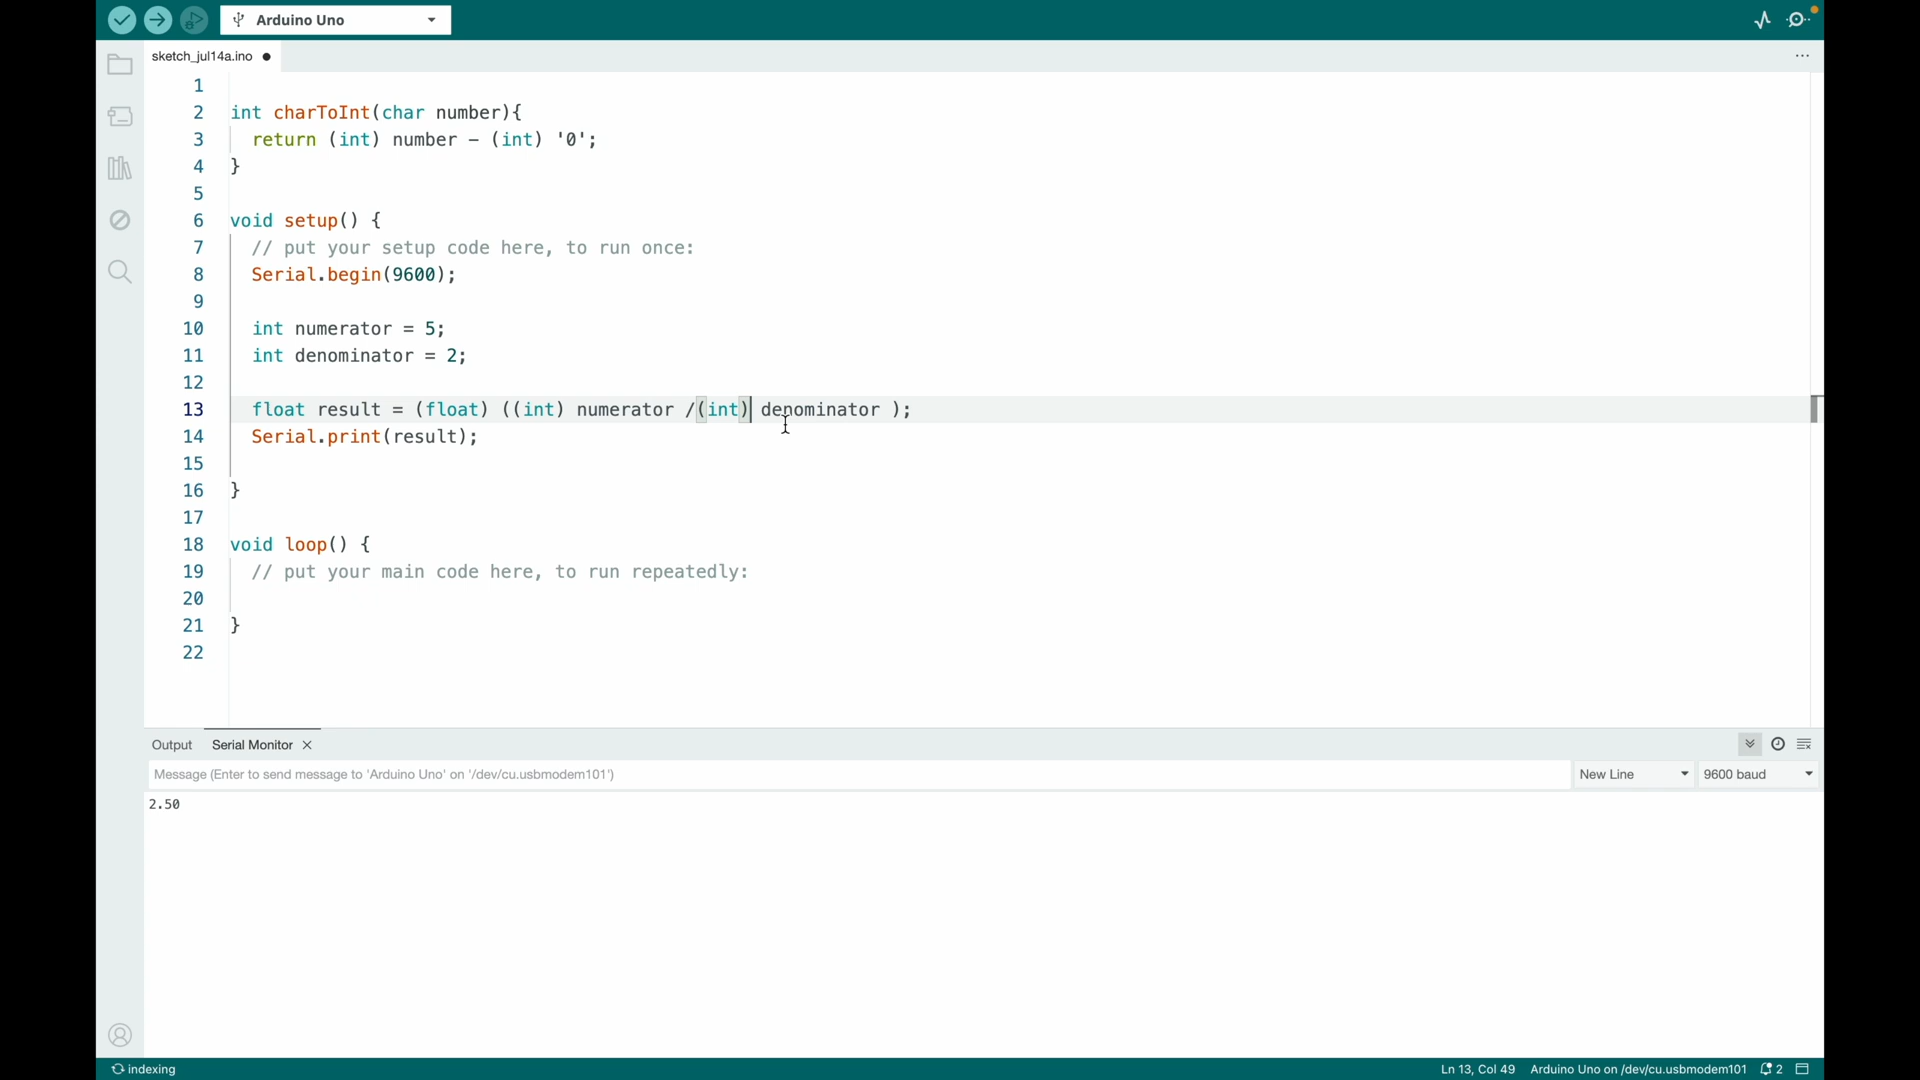 Arduino Uno
sketch_jul14a.ino
1
2 int charToInt(char number){
3 return (int) number - (int) '0';
4 }
5
6 void setup() {
7 // put your setup code here, to run once:
8 Serial.begin(9600);
9
10 int numerator = 5;
11 int denominator = 2;
12
13 float result = (float) ((int) numerator /(int) denominator );
14 Serial.print(result);
15
16 }
17
18 void loop() {
19 // put your main code here, to run repeatedly:
20
21 }
22
Output Serial Monitor
Message (Enter to send message to 'Arduino Uno' on '/dev/cu.usbmodem101') New Line 9600 baud
2.50
indexing Ln 13, Col 49 Arduino Uno on /dev/cu.usbmodem101 2